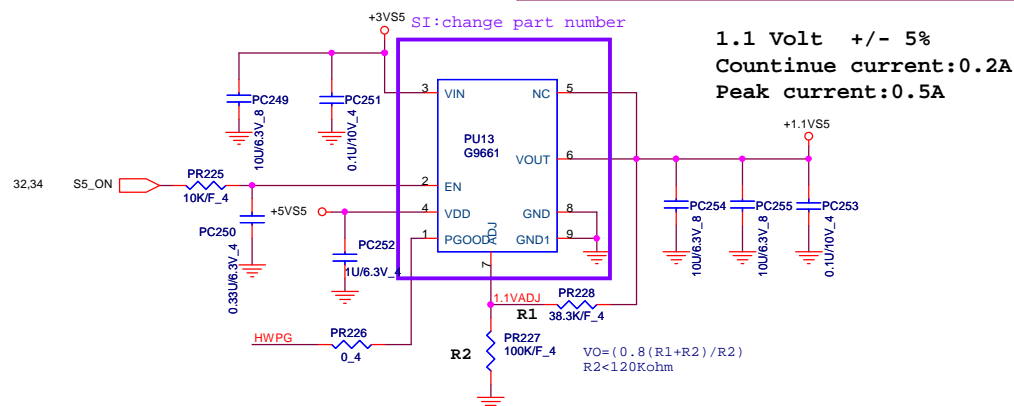 SI:change part number
1.1 Volt +/- 5%
Countinue current:0.2A
Peak current:0.5A
+3VS5
PC249
10U/6.3V_8
PC251
0.1U/10V_4
3 VIN
NC 5
PU13
G9661
VOUT 6
+1.1VS5
32,34 S5_ON
PR225
10K/F_4
2 EN
PC250
0.33U/6.3V_4
+5VS5
4 VDD
GND 8
1 PGOOD
ADJ
GND1 9
7
PC252
1U/6.3V_4
PC254
10U/6.3V_8
PC255
10U/6.3V_8
PC253
0.1U/10V_4
1.1VADJ
PR228
38.3K/F_4
R1
HWPG
PR226
0_4
R2
PR227
100K/F_4
VO=(0.8(R1+R2)/R2)
R2<120Kohm